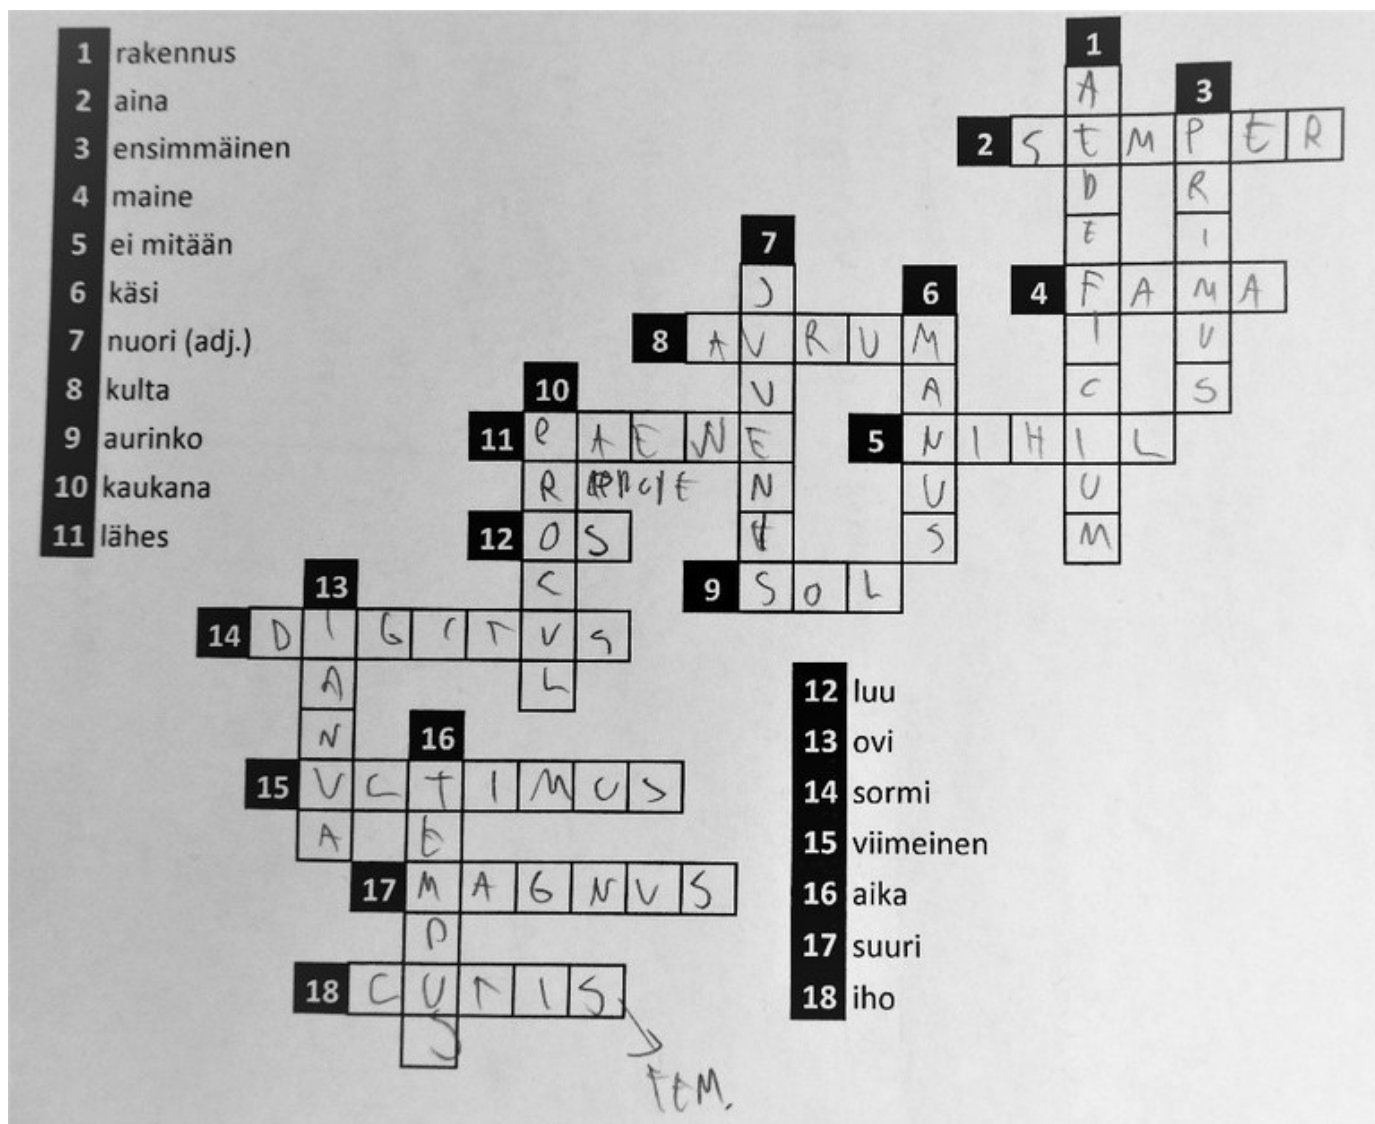 1 rakennus
2 aina
3 ensimmäinen
4 maine
5 ei mitään
6 käsi
7 nuori (adj.)
8 kulta
9 aurinko
10 kaukana
11 lähes
1 AEDEFICIUM
2 SEMPER
3 PRIMUS
4 FAMA
5 NIHIL
6 MANUS
7 JUVENIS
8 AURUM
9 SOL
10 PROCUL
11 PAENE
12 OS
13 IANUA
14 DIGITUS
15 ULTIMUS
16 TEMPUS
17 MAGNUS
18 CUTIS
FEM.
12 luu
13 ovi
14 sormi
15 viimeinen
16 aika
17 suuri
18 iho